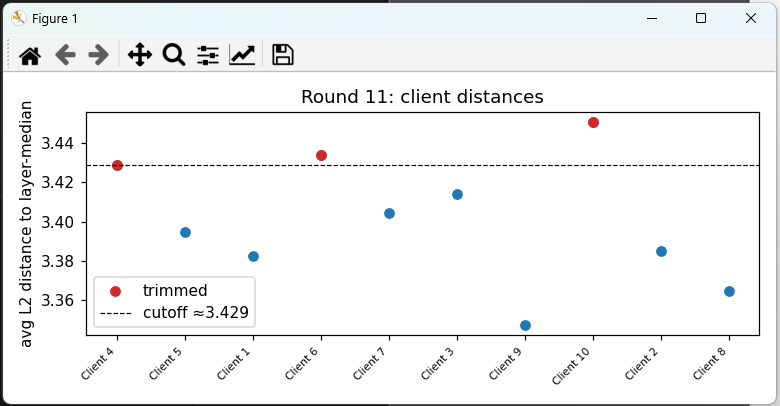 Figure 1
Round 11: client distances
avg L2 distance to layer-median
3.44
3.42
3.40
3.38
3.36
trimmed
cutoff ≈3.429
Client 4
Client 5
Client 1
Client 6
Client 7
Client 3
Client 9
Client 10
Client 2
Client 8